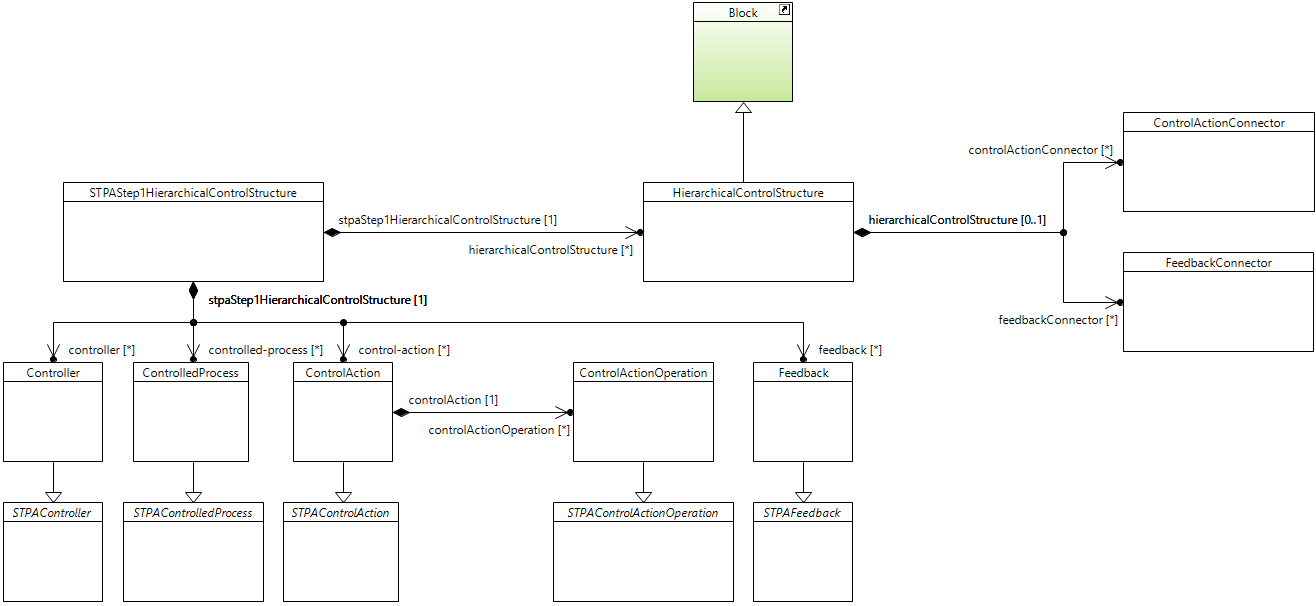 Block
ControlActionConnector
controlActionConnector [*]
STPAStep1HierarchicalControlStructure
HierarchicalControlStructure
stpaStep1HierarchicalControlStructure [1]
hierarchicalControlStructure [0..1]
hierarchicalControlStructure [*]
FeedbackConnector
stpaStep1HierarchicalControlStructure [1]
feedbackConnector [*]
controller [*]
controlled-process [*]
control-action [*]
feedback [*]
Controller
ControlledProcess
ControlAction
ControlActionOperation
Feedback
controlAction [1]
controlActionOperation [*]
STPAController
STPAControlledProcess
STPAControlAction
STPAControlActionOperation
STPAFeedback